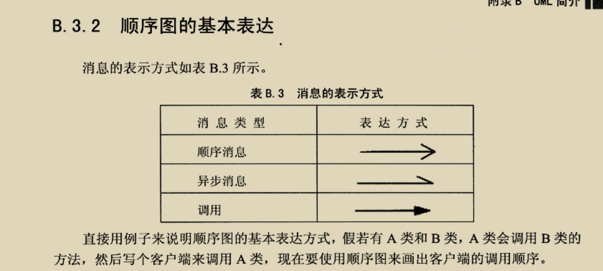 附录B UML 简介
B.3.2 顺序图的基本表达
消息的表示方式如表 B.3 所示。
表 B.3 消息的表示方式
消 息 类 型 表 达 方 式
顺序消息
异步消息
调用
直接用例子来说明顺序图的基本表达方式，假若有 A 类和 B 类，A 类会调用 B 类的
方法，然后写个客户端来调用 A 类，现在要使用顺序图来画出客户端的调用顺序。